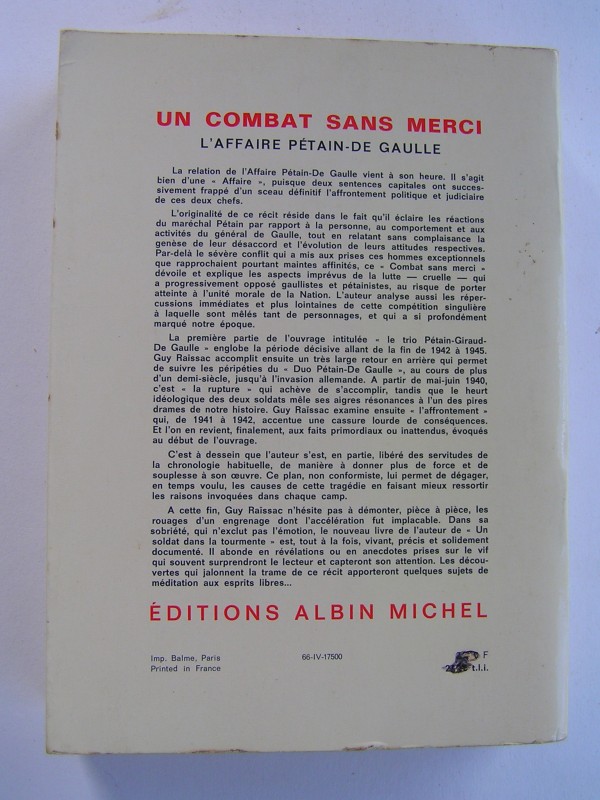 UN COMBAT SANS MERCI
L'AFFAIRE PÉTAIN-DE GAULLE
La relation de l'Affaire Pétain-De Gaulle vient à son heure. Il s'agit
bien d'une « Affaire », puisque deux sentences capitales ont succes-
sivement frappé d'un sceau définitif l'affrontement politique et judiciaire
de ces deux chefs.
L'originalité de ce récit réside dans le fait qu'il éclaire les réactions
du maréchal Pétain par rapport à la personne, au comportement et aux
activités du général de Gaulle, tout en relatant sans complaisance la
genèse de leur désaccord et l'évolution de leurs attitudes respectives.
Par-delà le sévère conflit qui a mis aux prises ces hommes exceptionnels
que rapprochaient pourtant maintes affinités, ce « Combat sans merci »
dévoile et explique les aspects imprévus de la lutte — cruelle — qui
a progressivement opposé gaullistes et pétainistes, au risque de porter
atteinte à l'unité morale de la Nation. L'auteur analyse aussi les réper-
cussions immédiates et plus lointaines de cette compétition singulière
à laquelle sont mêlés tant de personnages, et qui a si profondément
marqué notre époque.
La première partie de l'ouvrage intitulée « le trio Pétain-Giraud-
De Gaulle » englobe la période décisive allant de la fin de 1942 à 1945.
Guy Raissac accomplit ensuite un très large retour en arrière qui permet
de suivre les péripéties du « Duo Pétain-De Gaulle », au cours de plus
d'un demi-siècle, jusqu'à l'invasion allemande. A partir de mai-juin 1940,
c'est « la rupture » qui achève de s'accomplir, tandis que le heurt
idéologique des deux soldats mêle ses aigres résonances à l'un des pires
drames de notre histoire. Guy Raissac examine ensuite « l'affrontement »
qui, de 1941 à 1942, accentue une cassure lourde de conséquences.
Et l'on en revient, finalement, aux faits primordiaux ou inattendus, évoqués
au début de l'ouvrage.
C'est à dessein que l'auteur s'est, en partie, libéré des servitudes de
la chronologie habituelle, de manière à donner plus de force et de
souplesse à son œuvre. Ce plan, non conformiste, lui permet de dégager,
en temps voulu, les causes de cette tragédie en faisant mieux ressortir
les raisons invoquées dans chaque camp.
A cette fin, Guy Raissac n'hésite pas à démonter, pièce à pièce, les
rouages d'un engrenage dont l'accélération fut implacable. Dans sa
sobriété, qui n'exclut pas l'émotion, le nouveau livre de l'auteur de « Un
soldat dans la tourmente » est, tout à la fois, vivant, précis et solidement
documenté. Il abonde en révélations ou en anecdotes prises sur le vif
qui souvent surprendront le lecteur et capteront son attention. Les décou-
vertes qui jalonnent la trame de ce récit apporteront quelques sujets de
méditation aux esprits libres...
ÉDITIONS ALBIN MICHEL
Imp. Balme, Paris 66-IV-17500 F
Printed in France t.l.i.